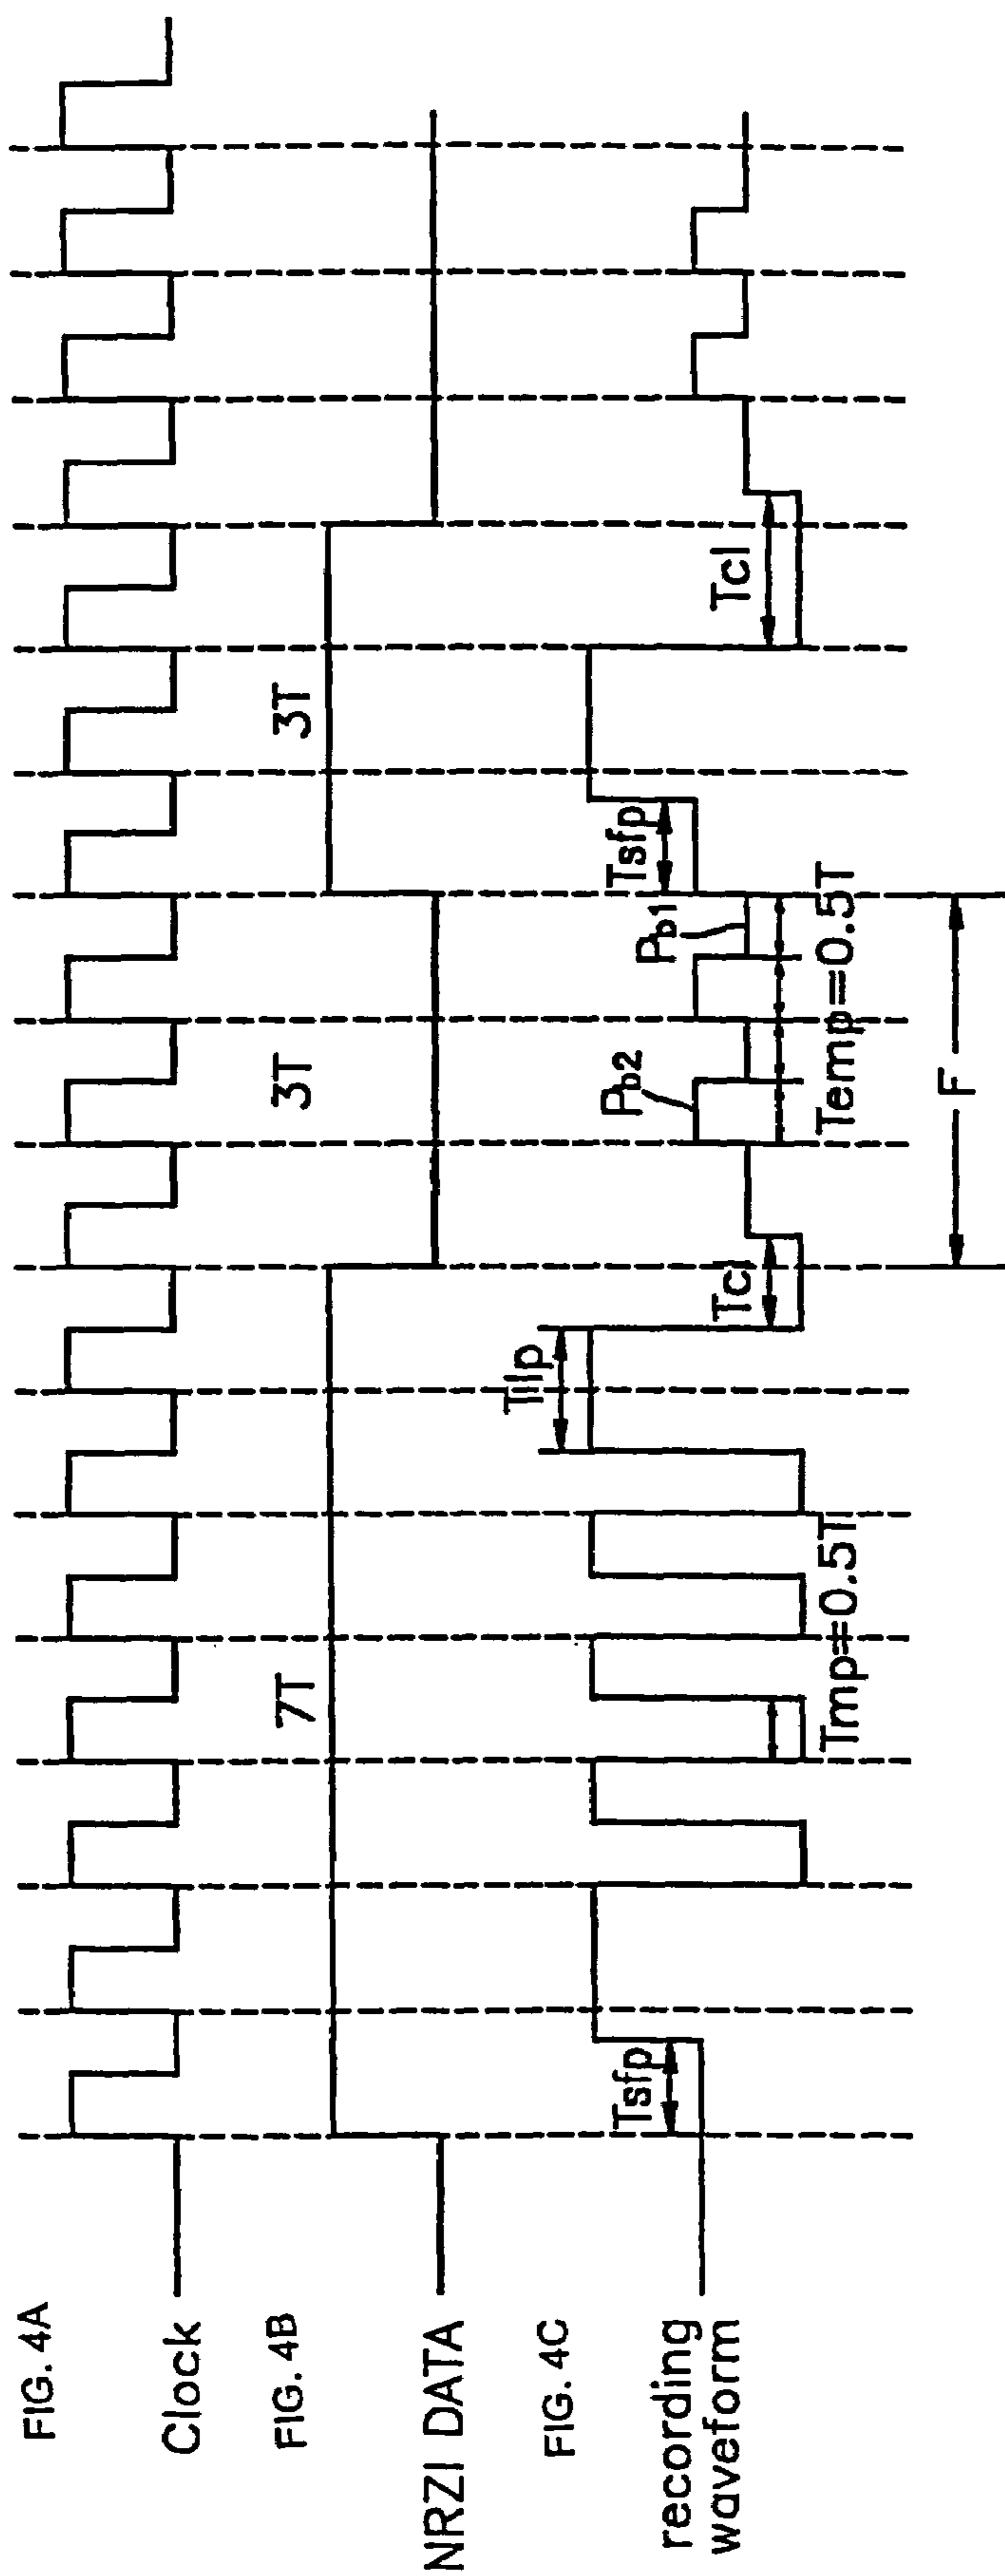 FIG. 4A
Clock
FIG. 4B
7T
3T
3T
NRZI DATA
FIG. 4C
Tllp
Tsfp
Pb2
Pb1
Tsfp
Tcl
Tcl
recording
waveform
Tmp=0.5T
Temp=0.5T
F